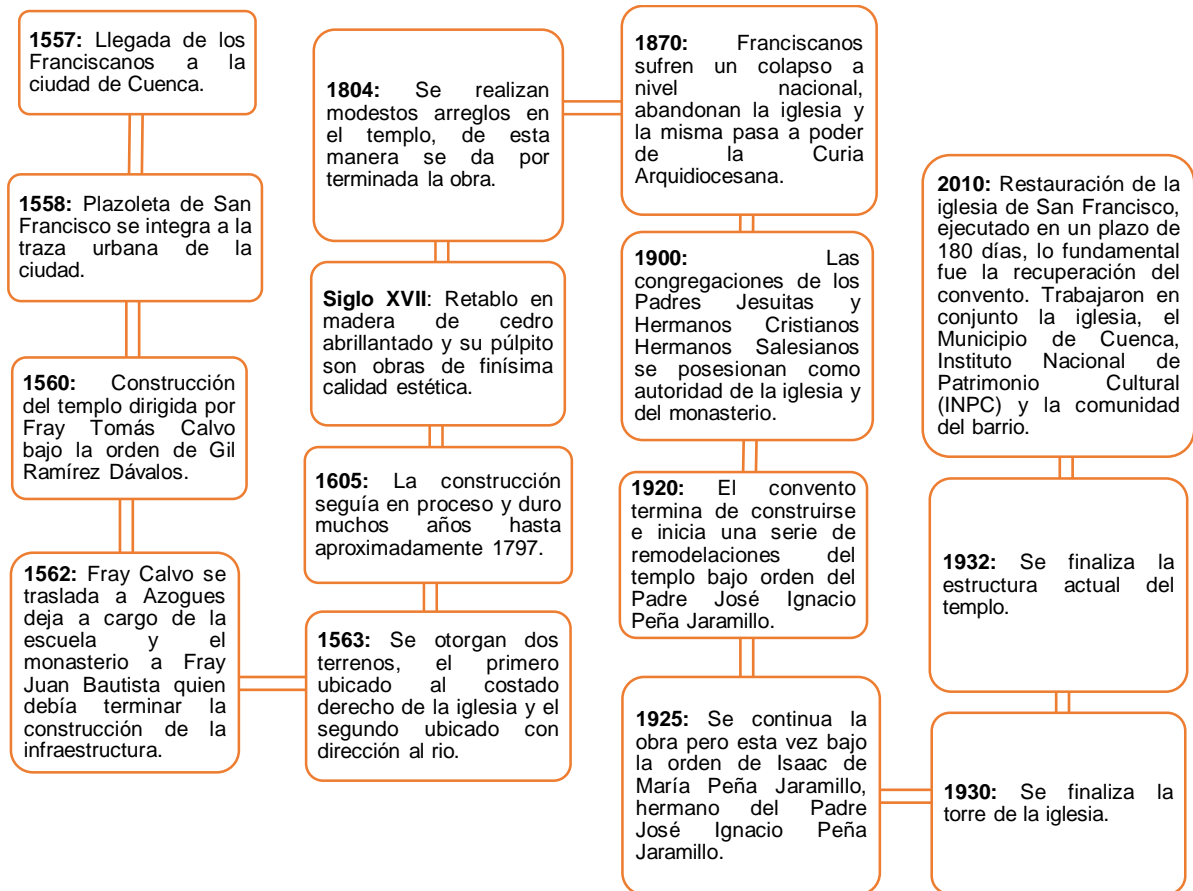 1557: Llegada de los
Franciscanos a la
ciudad de Cuenca.
1558: Plazoleta de San
Francisco se integra a la
traza urbana de la
ciudad.
1560: Construcción
del templo dirigida por
Fray Tomás Calvo
bajo la orden de Gil
Ramírez Dávalos.
1562: Fray Calvo se
traslada a Azogues
deja a cargo de la
escuela y el
monasterio a Fray
Juan Bautista quien
debía terminar la
construcción de la
infraestructura.
1563: Se otorgan dos
terrenos, el primero
ubicado al costado
derecho de la iglesia y el
segundo ubicado con
dirección al rio.
1605: La construcción
seguía en proceso y duro
muchos años hasta
aproximadamente 1797.
Siglo XVII: Retablo en
madera de cedro
abrillantado y su púlpito
son obras de finísima
calidad estética.
1804: Se realizan
modestos arreglos en
el templo, de esta
manera se da por
terminada la obra.
1870: Franciscanos
sufren un colapso a
nivel nacional,
abandonan la iglesia y
la misma pasa a poder
de la Curia
Arquidiocesana.
1900: Las
congregaciones de los
Padres Jesuitas y
Hermanos Cristianos
Hermanos Salesianos
se posesionan como
autoridad de la iglesia y
del monasterio.
1920: El convento
termina de construirse
e inicia una serie de
remodelaciones del
templo bajo orden del
Padre José Ignacio
Peña Jaramillo.
1925: Se continua la
obra pero esta vez bajo
la orden de Isaac de
María Peña Jaramillo,
hermano del Padre
José Ignacio Peña
Jaramillo.
1930: Se finaliza la
torre de la iglesia.
1932: Se finaliza la
estructura actual del
templo.
2010: Restauración de la
iglesia de San Francisco,
ejecutado en un plazo de
180 días, lo fundamental
fue la recuperación del
convento. Trabajaron en
conjunto la iglesia, el
Municipio de Cuenca,
Instituto Nacional de
Patrimonio Cultural
(INPC) y la comunidad
del barrio.